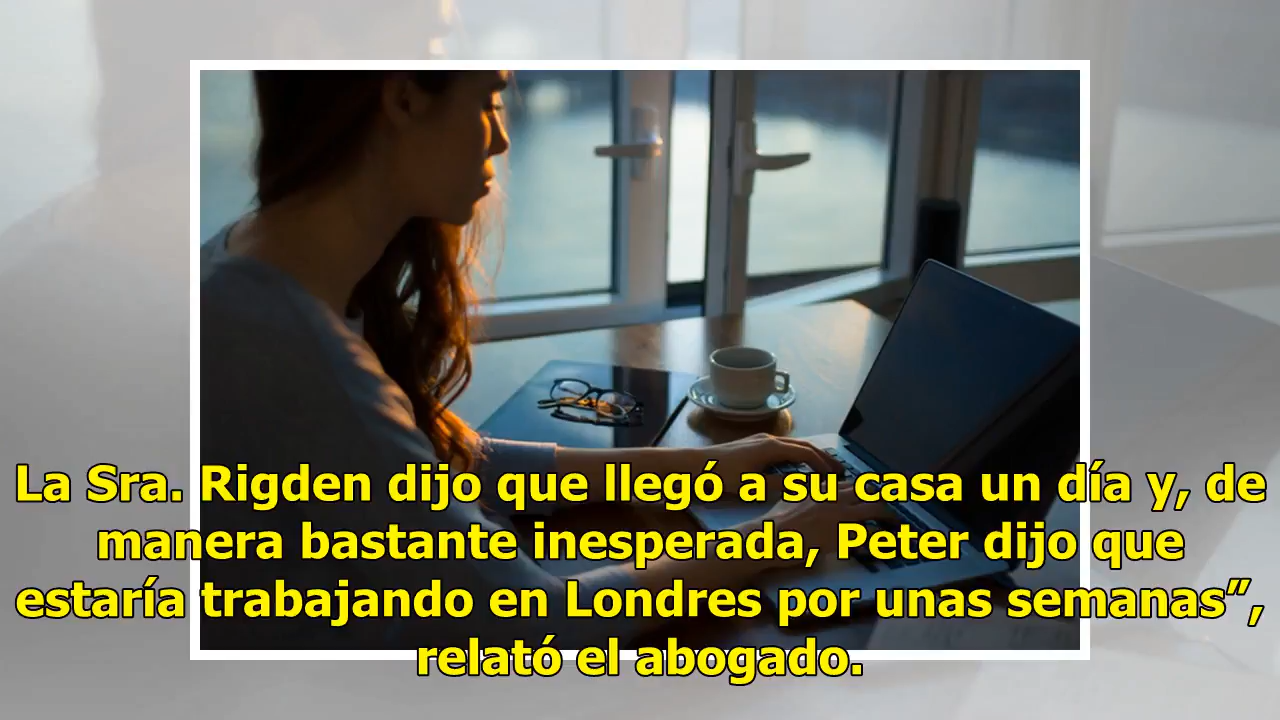 La Sra. Rigden dijo que llegó a su casa un día y, de
manera bastante inesperada, Peter dijo que
estaría trabajando en Londres por unas semanas”,
relató el abogado.